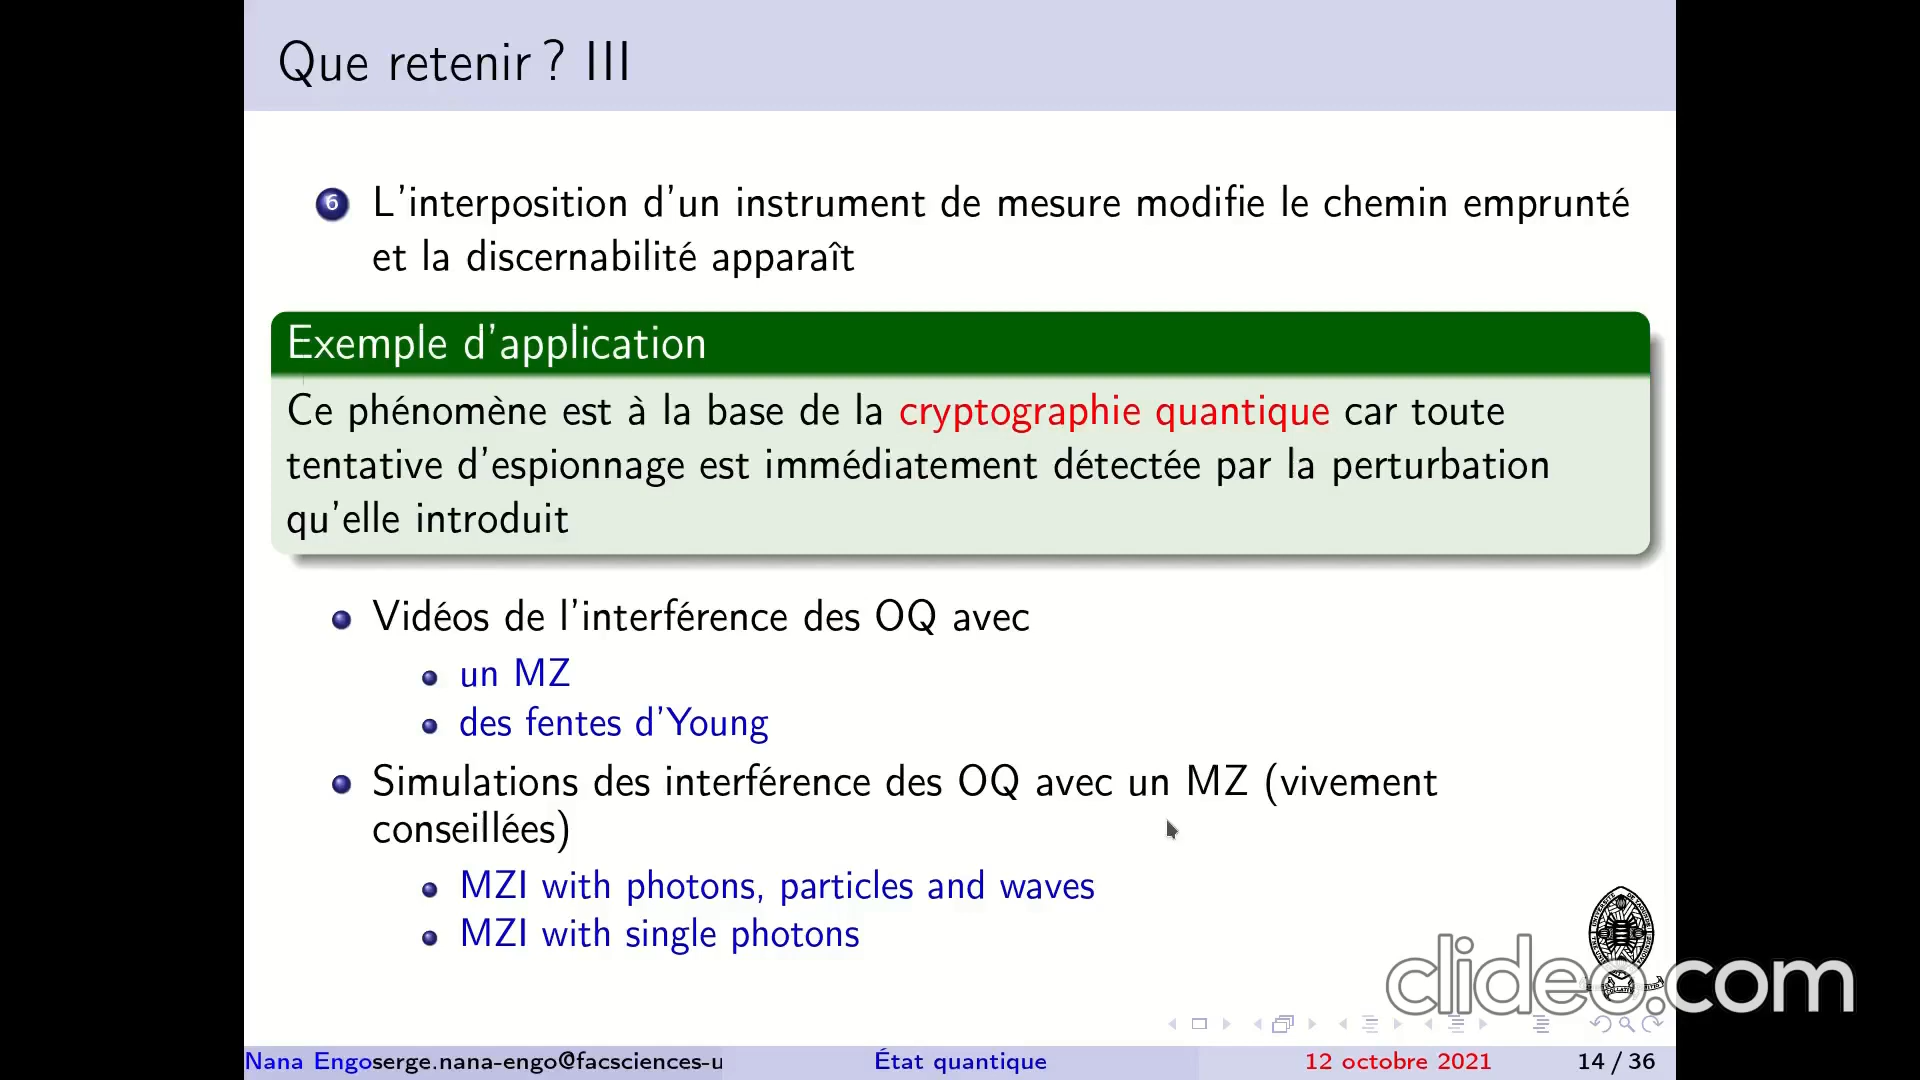 Que retenir ? III
6 L'interposition d'un instrument de mesure modifie le chemin emprunté
et la discernabilité apparaît
Exemple d'application
Ce phénomène est à la base de la cryptographie quantique car toute
tentative d'espionnage est immédiatement détectée par la perturbation
qu'elle introduit
Vidéos de l'interférence des OQ avec
un MZ
des fentes d'Young
Simulations des interférence des OQ avec un MZ (vivement
conseillées)
MZI with photons, particles and waves
MZI with single photons
clideo.com
Nana Engoserge.nana-engo@facsciences-u État quantique 12 octobre 2021 14 / 36